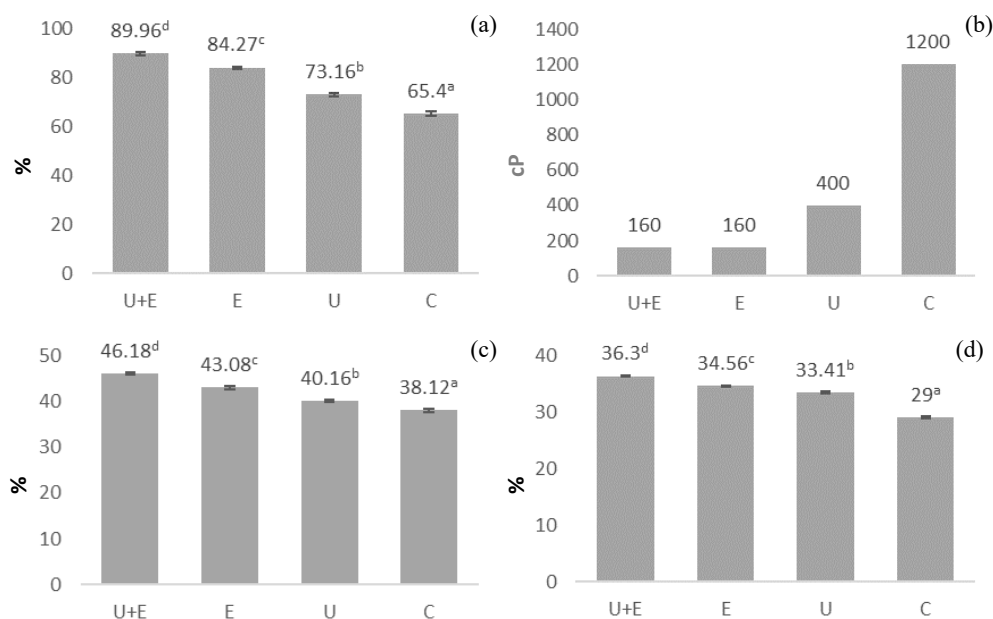 (a)
100
80
60
40
20
0
%
89.96ᵈ
84.27ᶜ
73.16ᵇ
65.4ᵃ
U+E E U C
(b)
1400
1200
1000
800
600
400
200
0
cP
160
160
400
1200
U+E E U C
(c)
50
40
30
20
10
0
%
46.18ᵈ
43.08ᶜ
40.16ᵇ
38.12ᵃ
U+E E U C
(d)
40
30
20
10
0
%
36.3ᵈ
34.56ᶜ
33.41ᵇ
29ᵃ
U+E E U C